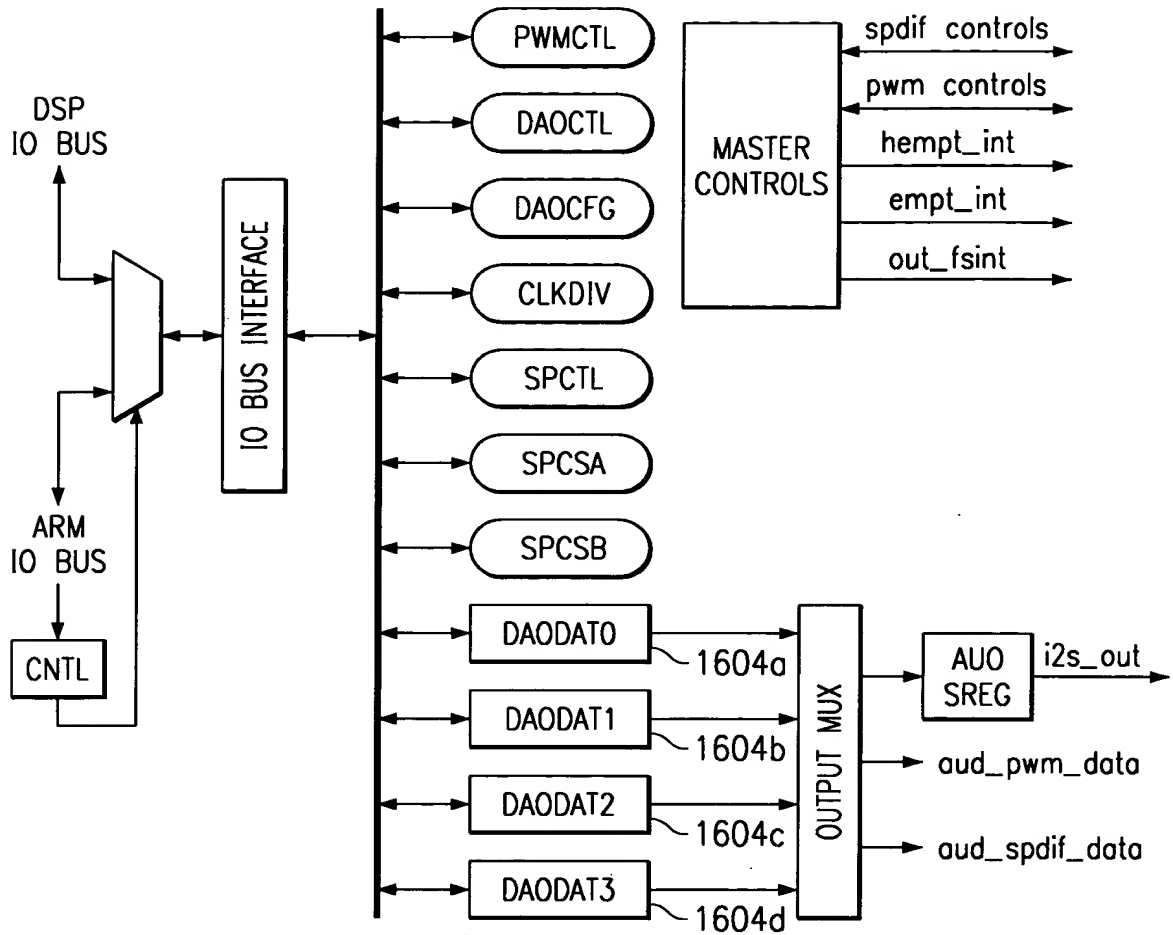 DSP
IO BUS
ARM
IO BUS
CNTL
IO BUS INTERFACE
PWMCTL
DAOCTL
DAOCFG
CLKDIV
SPCTL
SPCSA
SPCSB
DAODAT0
1604a
DAODAT1
1604b
DAODAT2
1604c
DAODAT3
1604d
MASTER
CONTROLS
spdif controls
pwm controls
hempt_int
empt_int
out_fsint
OUTPUT MUX
AUO
SREG
i2s_out
aud_pwm_data
aud_spdif_data